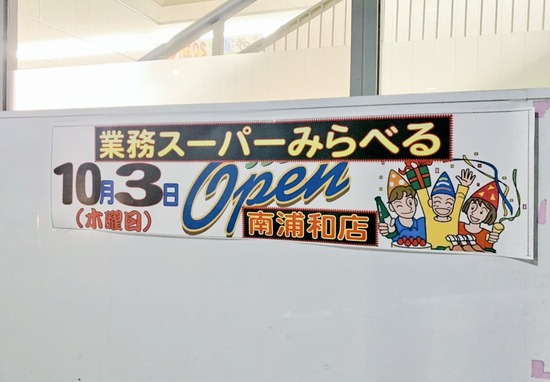 業務スーパーみらべる
10月3日
(木曜日)
Open
南浦和店